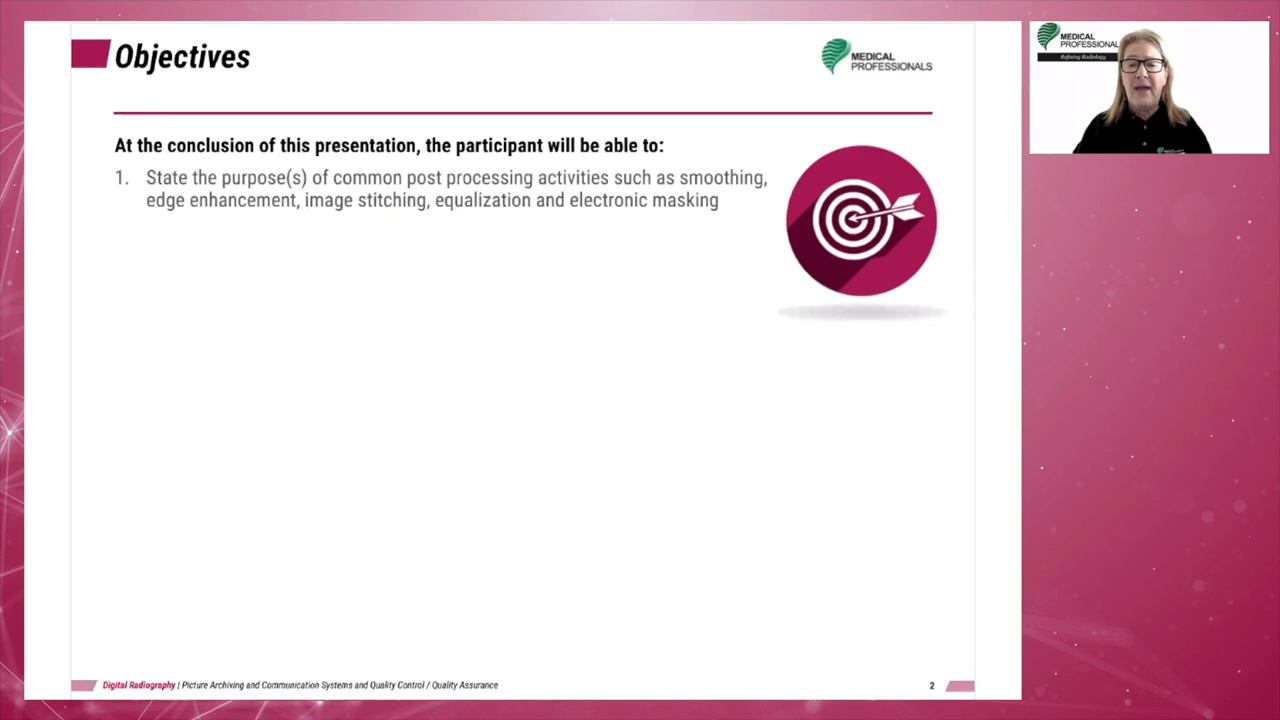 Objectives
MEDICAL
PROFESSIONALS
At the conclusion of this presentation, the participant will be able to:
1. State the purpose(s) of common post processing activities such as smoothing,
edge enhancement, image stitching, equalization and electronic masking
Digital Radiography | Picture Archiving and Communication Systems and Quality Control / Quality Assurance
2
MEDICAL
PROFESSIONAL
Refining Radiology